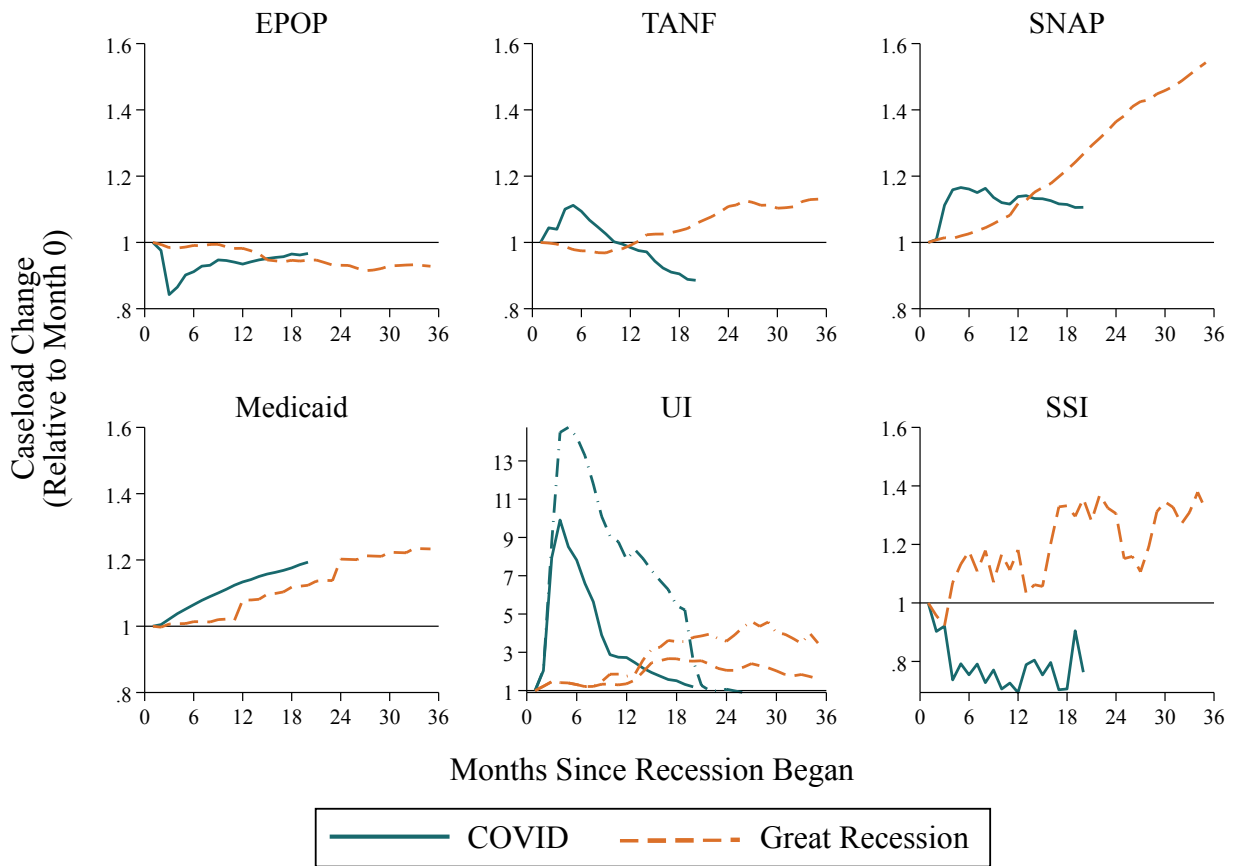 EPOP
TANF
SNAP
1.6
1.4
1.2
1
.8
0 6 12 18 24 30 36
1.6
1.4
1.2
1
.8
0 6 12 18 24 30 36
1.6
1.4
1.2
1
.8
0 6 12 18 24 30 36
Caseload Change
(Relative to Month 0)
Medicaid
UI
SSI
1.6
1.4
1.2
1
.8
0 6 12 18 24 30 36
13
11
9
7
5
3
1
0 6 12 18 24 30 36
1.6
1.4
1.2
1
.8
0 6 12 18 24 30 36
Months Since Recession Began
COVID
Great Recession